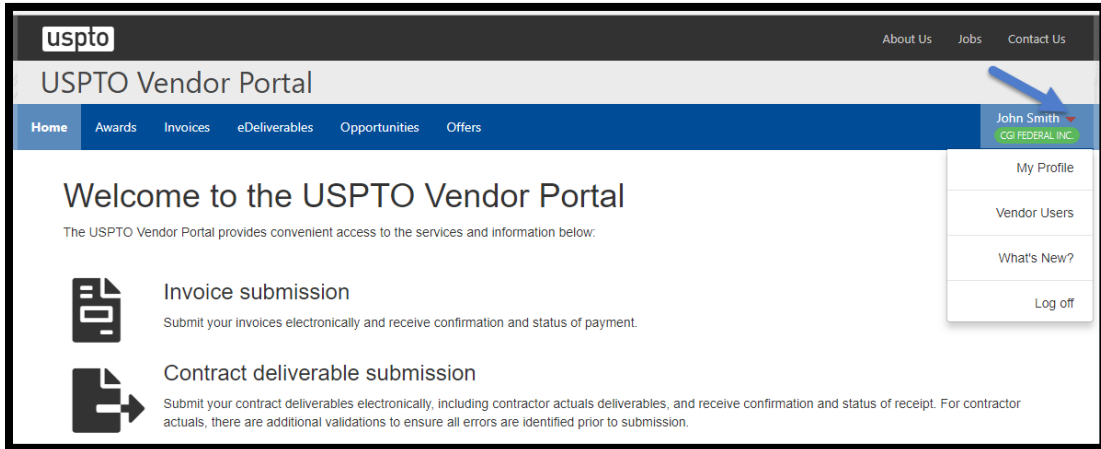 uspto
About Us Jobs Contact Us
USPTO Vendor Portal
Home Awards Invoices eDeliverables Opportunities Offers
John Smith
CGI FEDERAL INC.
My Profile
Vendor Users
What's New?
Log off
Welcome to the USPTO Vendor Portal
The USPTO Vendor Portal provides convenient access to the services and information below:
Invoice submission
Submit your invoices electronically and receive confirmation and status of payment.
Contract deliverable submission
Submit your contract deliverables electronically, including contractor actuals deliverables, and receive confirmation and status of receipt. For contractor
actuals, there are additional validations to ensure all errors are identified prior to submission.